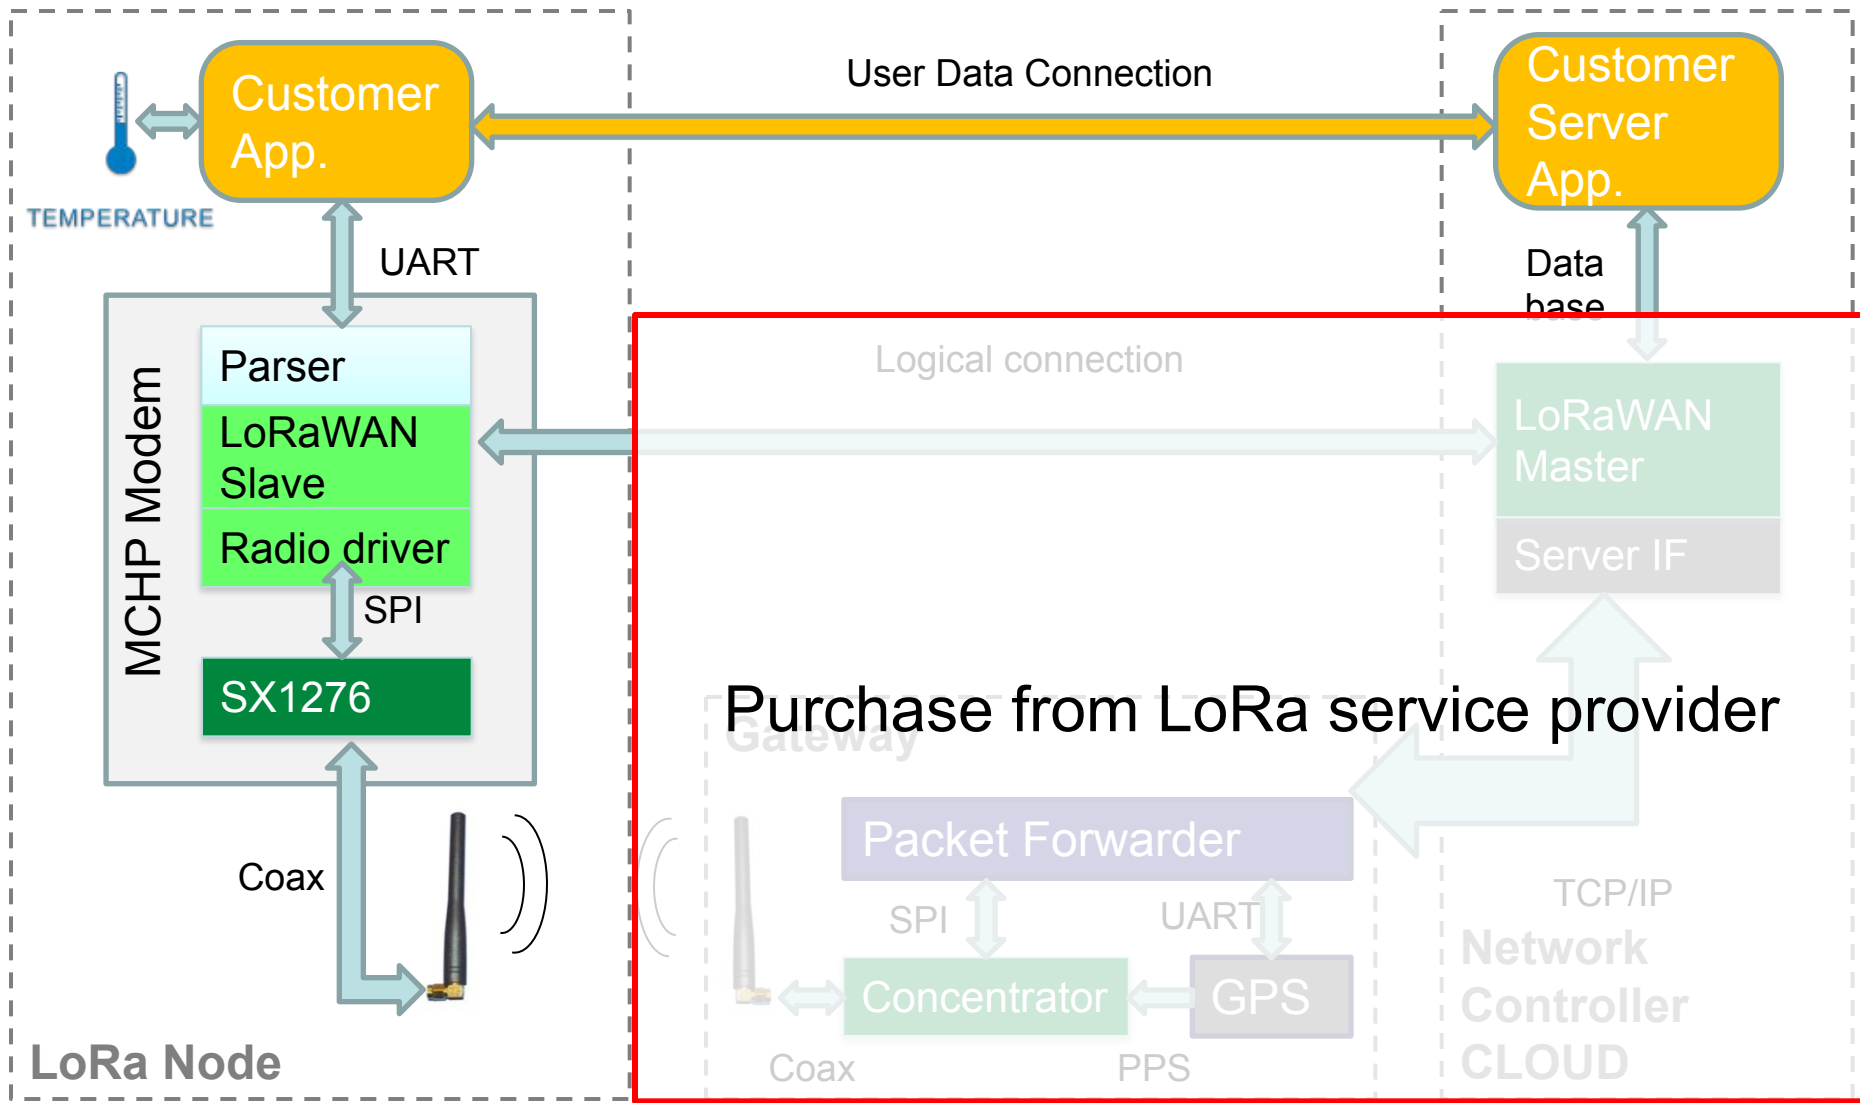 Customer
App.
User Data Connection
Customer
Server
App.
TEMPERATURE
UART
Data
base
MCHP Modem
Parser
LoRaWAN
Slave
Radio driver
SPI
SX1276
Coax
LoRa Node
Logical connection
LoRaWAN
Master
Server IF
Purchase from LoRa service provider
Gateway
Packet Forwarder
SPI
UART
Concentrator
GPS
Coax
PPS
TCP/IP
Network
Controller
CLOUD